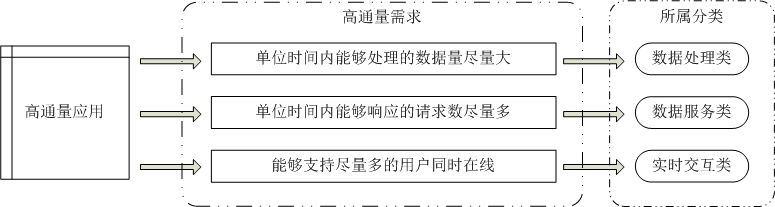 高通量需求
所属分类
高通量应用
单位时间内能够处理的数据量尽量大
数据处理类
单位时间内能够响应的请求数尽量多
数据服务类
能够支持尽量多的用户同时在线
实时交互类